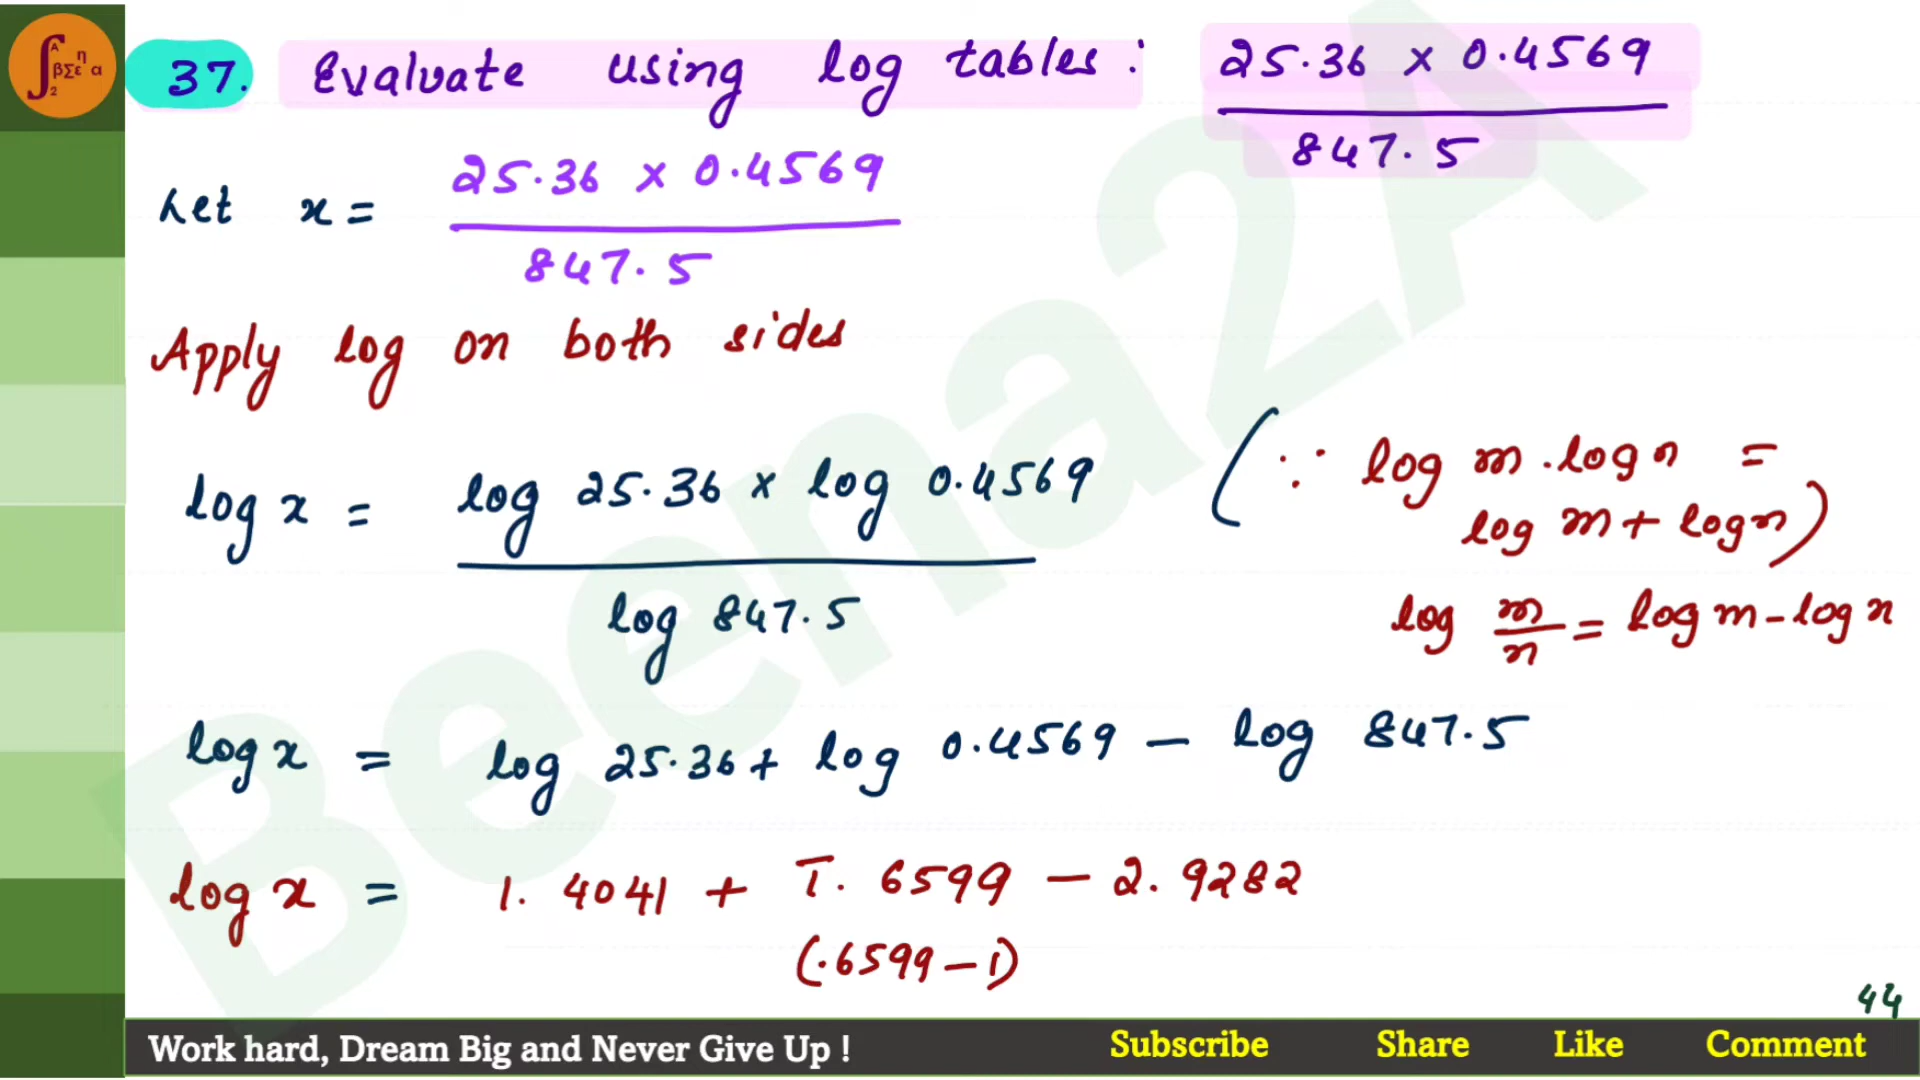 37. Evaluate using log tables: 25.36 × 0.4569
847.5
Let x = 25.36 × 0.4569
847.5
Apply log on both sides
log x = log 25.36 × log 0.4569
log 847.5
(∵ log m . log n =
log m + log n)
log m/n = log m - log n
log x = log 25.36 + log 0.4569 - log 847.5
log x = 1.4041 + 1̅.6599 - 2.9282
(.6599 - 1)
44
Work hard, Dream Big and Never Give Up ! Subscribe Share Like Comment
Beena2A